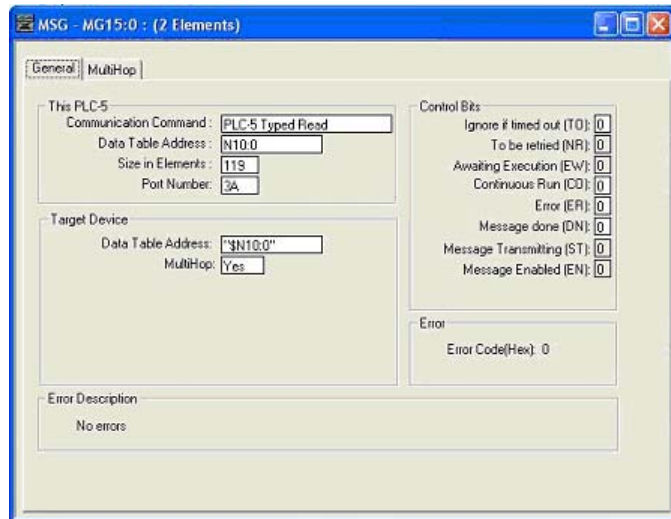 MSG - MG15:0 : (2 Elements)
General MultiHop
This PLC-5
Communication Command : PLC-5 Typed Read
Data Table Address : N10:0
Size in Elements : 119
Port Number: 3A
Target Device
Data Table Address: "$N10:0"
MultiHop: Yes
Control Bits
Ignore if timed out (TO): 0
To be retried (NR): 0
Awaiting Execution (EW): 0
Continuous Run (CO): 0
Error (ER): 0
Message done (DN): 0
Message Transmitting (ST): 0
Message Enabled (EN): 0
Error
Error Code(Hex): 0
Error Description
No errors